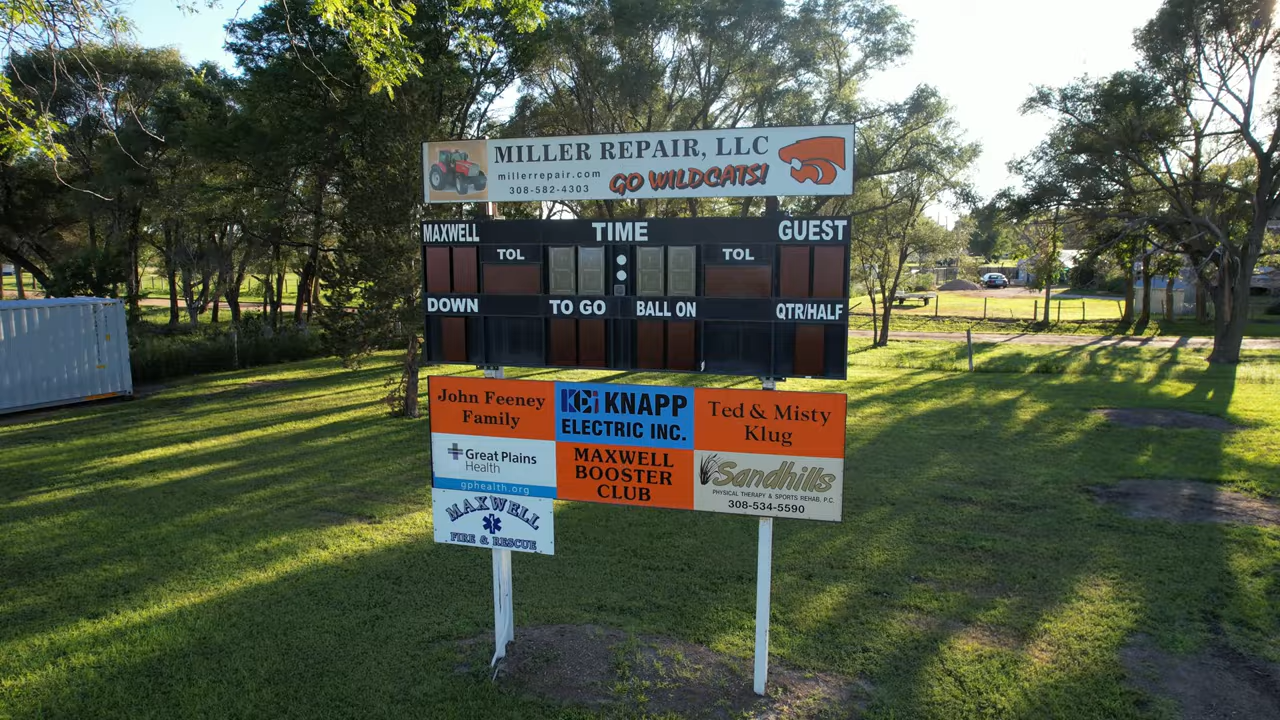 MILLER REPAIR, LLC
millerrepair.com
308-582-4303
GO WILDCATS!
MAXWELL
TIME
GUEST
TOL
TOL
DOWN
TO GO
BALL ON
QTR/HALF
John Feeney
Family
KEI KNAPP
ELECTRIC INC.
Ted & Misty
Klug
Great Plains
Health
gphealth.org
MAXWELL
BOOSTER
CLUB
Sandhills
PHYSICAL THERAPY & SPORTS REHAB, P.C.
308-534-5590
MAXWELL
FIRE & RESCUE